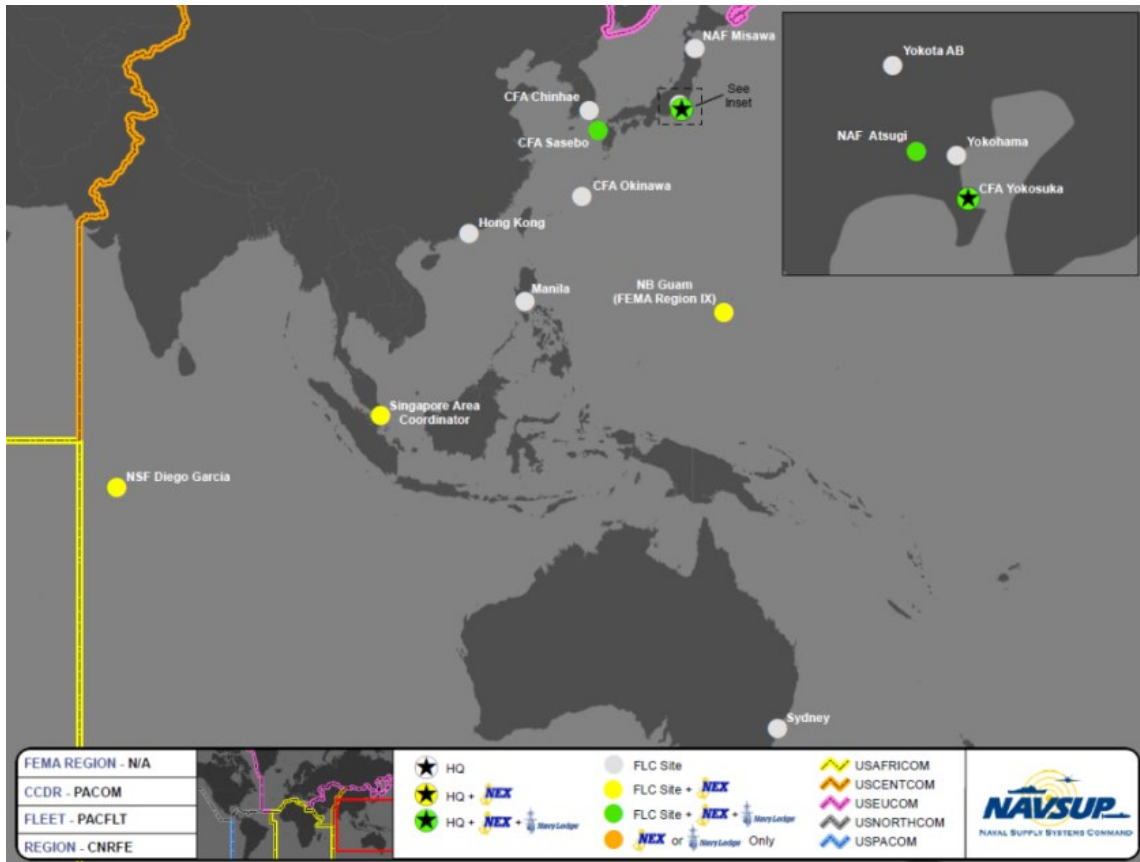 NAF Misawa
CFA Chinhae
See
Inset
CFA Sasebo
CFA Okinawa
Hong Kong
Manila
NB Guam
(FEMA Region IX)
Singapore Area
Coordinator
NSF Diego Garcia
Sydney
Yokota AB
NAF Atsugi
Yokohama
CFA Yokosuka
FEMA REGION - N/A
CCDR - PACOM
FLEET - PACFLT
REGION - CNRFE
HQ
HQ + NEX
HQ + NEX + Navy Lodge
FLC Site
FLC Site + NEX
FLC Site + NEX + Navy Lodge
NEX or Navy Lodge Only
USAFRICOM
USCENTCOM
USEUCOM
USNORTHCOM
USPACOM
NAVSUP
NAVAL SUPPLY SYSTEMS COMMAND